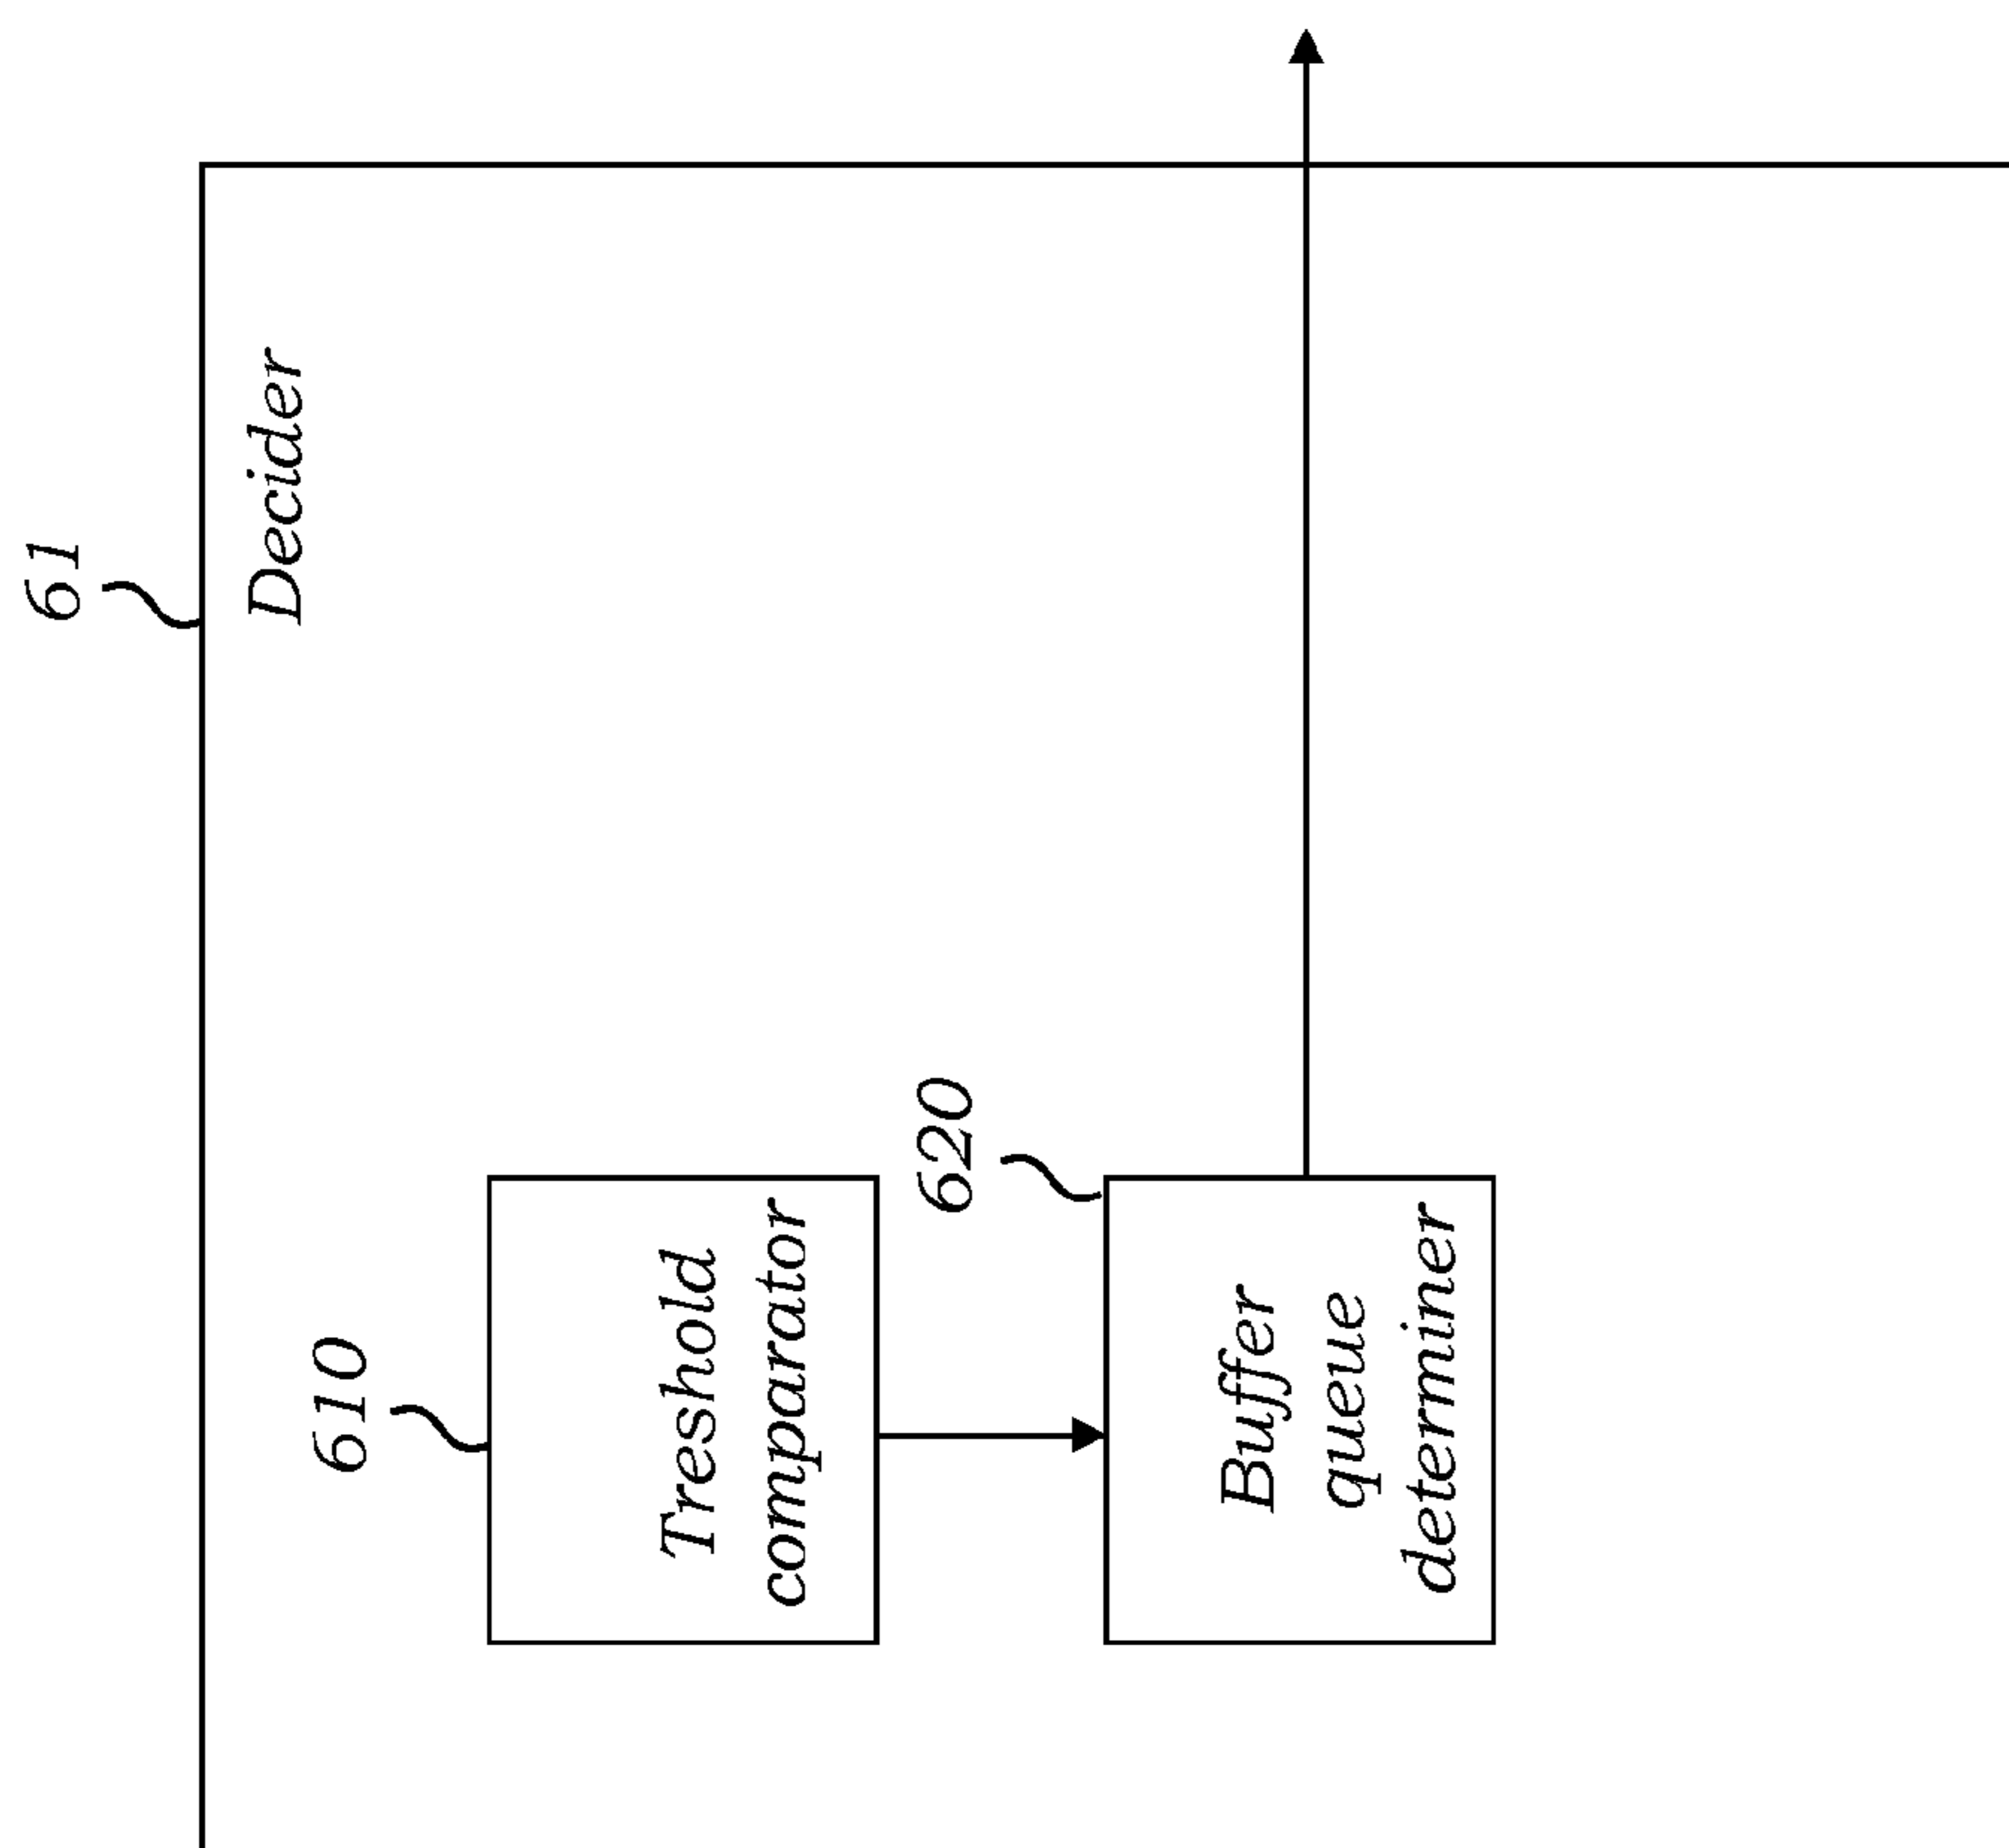 61
Decider
610
Treshold
comparator
620
Buffer
queue
determiner